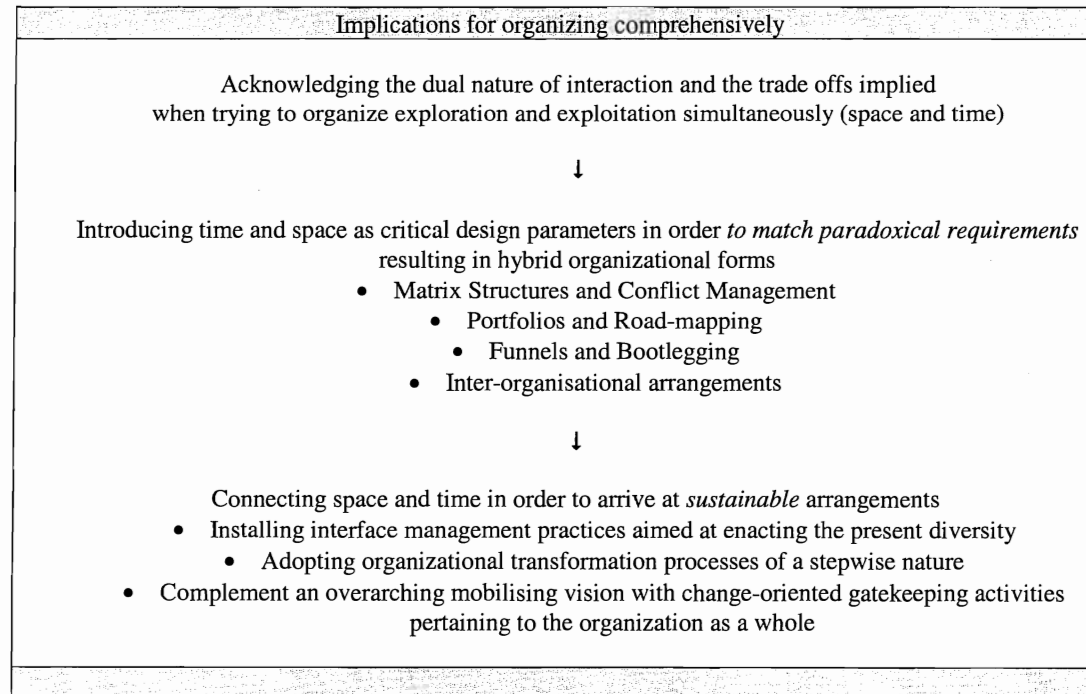 Implications for organizing comprehensively
Acknowledging the dual nature of interaction and the trade offs implied
when trying to organize exploration and exploitation simultaneously (space and time)
↓
Introducing time and space as critical design parameters in order to match paradoxical requirements
resulting in hybrid organizational forms
• Matrix Structures and Conflict Management
• Portfolios and Road-mapping
• Funnels and Bootlegging
• Inter-organisational arrangements
↓
Connecting space and time in order to arrive at sustainable arrangements
• Installing interface management practices aimed at enacting the present diversity
• Adopting organizational transformation processes of a stepwise nature
• Complement an overarching mobilising vision with change-oriented gatekeeping activities
pertaining to the organization as a whole